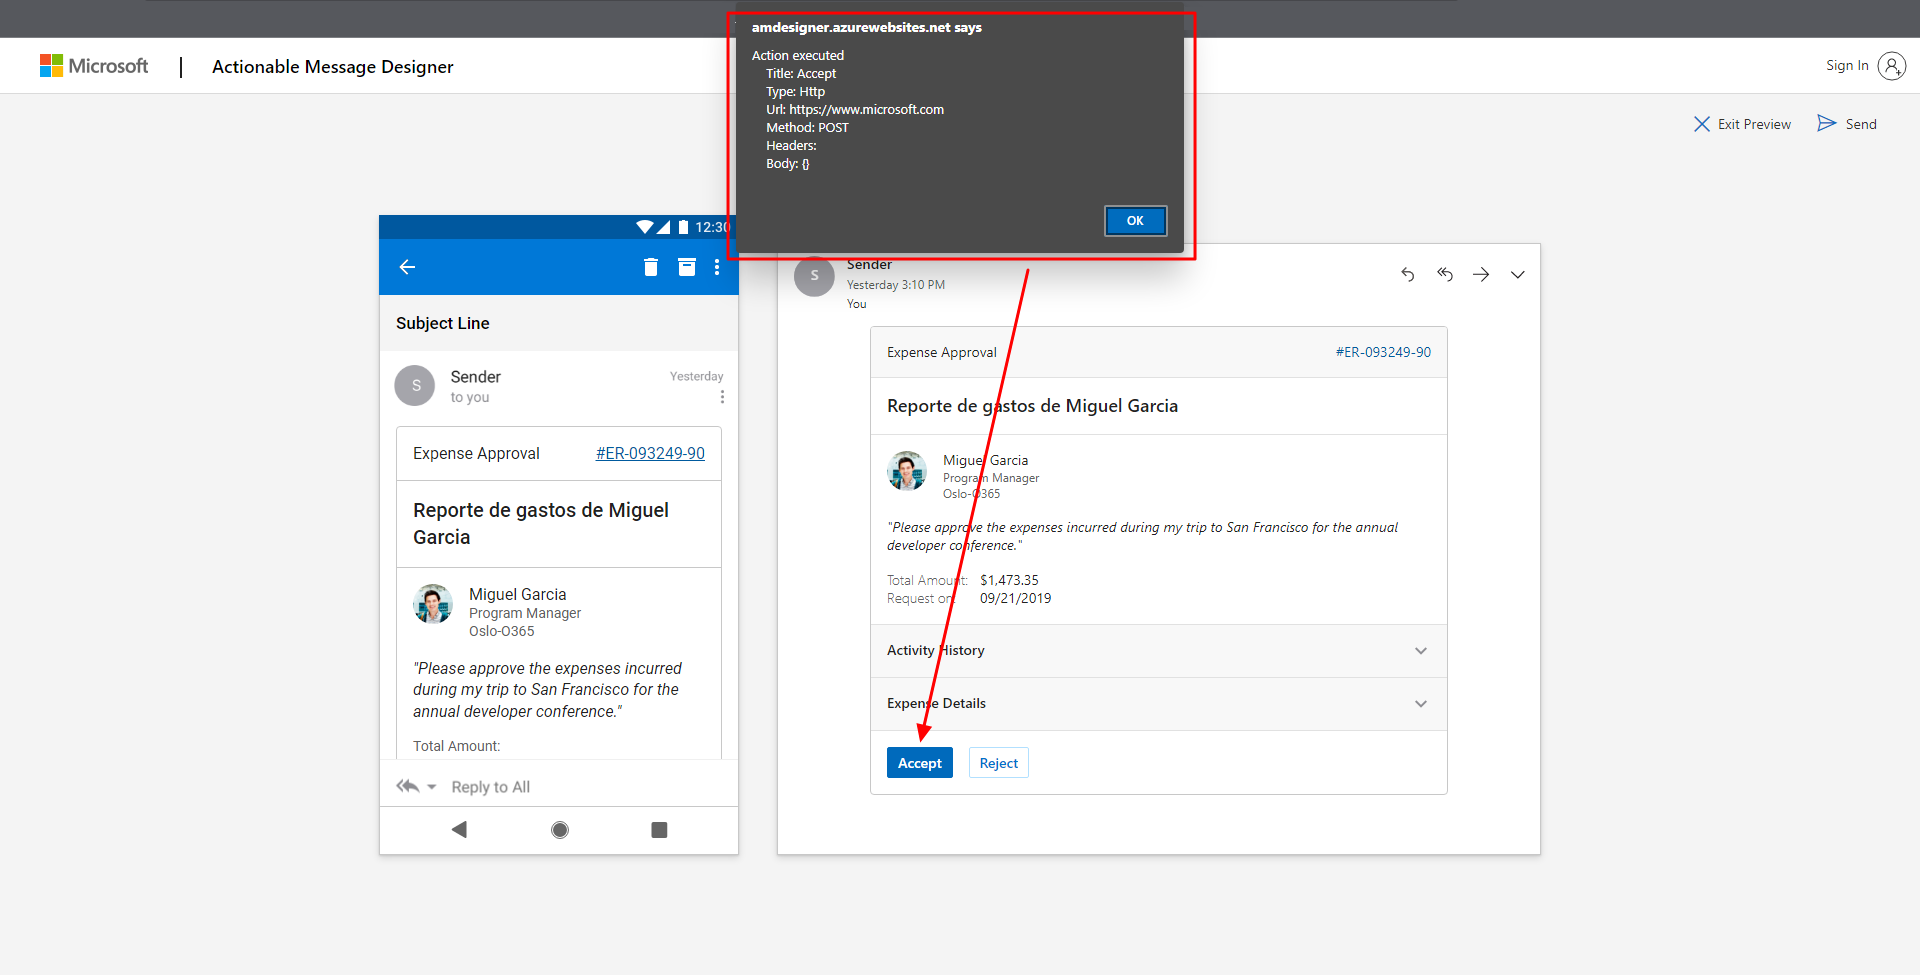 amdesigner.azurewebsites.net says
Action executed
Title: Accept
Type: Http
Url: https://www.microsoft.com
Method: POST
Headers:
Body: {}
OK
Microsoft
Actionable Message Designer
Sign In
Exit Preview
Send
12:30
Subject Line
S
Sender
Yesterday
to you
Expense Approval
#ER-093249-90
Reporte de gastos de Miguel
Garcia
Miguel Garcia
Program Manager
Oslo-O365
"Please approve the expenses incurred
during my trip to San Francisco for the
annual developer conference."
Total Amount:
Reply to All
S
Sender
Yesterday 3:10 PM
You
Expense Approval
#ER-093249-90
Reporte de gastos de Miguel Garcia
Miguel Garcia
Program Manager
Oslo-O365
"Please approve the expenses incurred during my trip to San Francisco for the annual
developer conference."
Total Amount: $1,473.35
Request on: 09/21/2019
Activity History
Expense Details
Accept
Reject